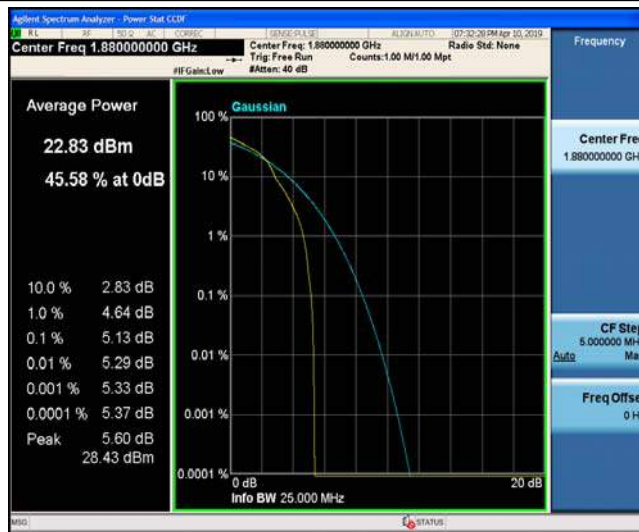 Agilent Spectrum Analyzer - Power Stat CCDF
RL RF 50 Ω AC CORREC SENSE:PULSE ALIGN AUTO 07:32:20 PM Apr 10, 2019
Center Freq 1.880000000 GHz
Center Freq: 1.880000000 GHz Radio Std: None
Trig: Free Run Counts:1.00 M/1.00 Mpt
#IFGain:Low #Atten: 40 dB
Frequency
Average Power
22.83 dBm
45.58 % at 0dB
10.0 % 2.83 dB
1.0 % 4.64 dB
0.1 % 5.13 dB
0.01 % 5.29 dB
0.001 % 5.33 dB
0.0001 % 5.37 dB
Peak 5.60 dB
28.43 dBm
Gaussian
100 %
10 %
1 %
0.1 %
0.01 %
0.001 %
0.0001 %
0 dB 20 dB
Info BW 25.000 MHz
Center Fre
1.880000000 GH
CF Ste
5.000000 MH
Auto Ma
Freq Offse
0 H
MSG STATUS